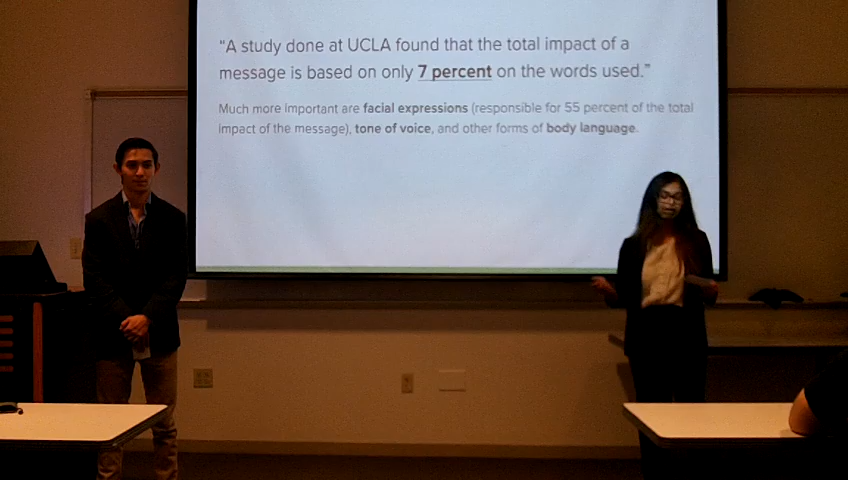 “A study done at UCLA found that the total impact of a
message is based on only 7 percent on the words used.”
Much more important are facial expressions (responsible for 55 percent of the total
impact of the message), tone of voice, and other forms of body language.